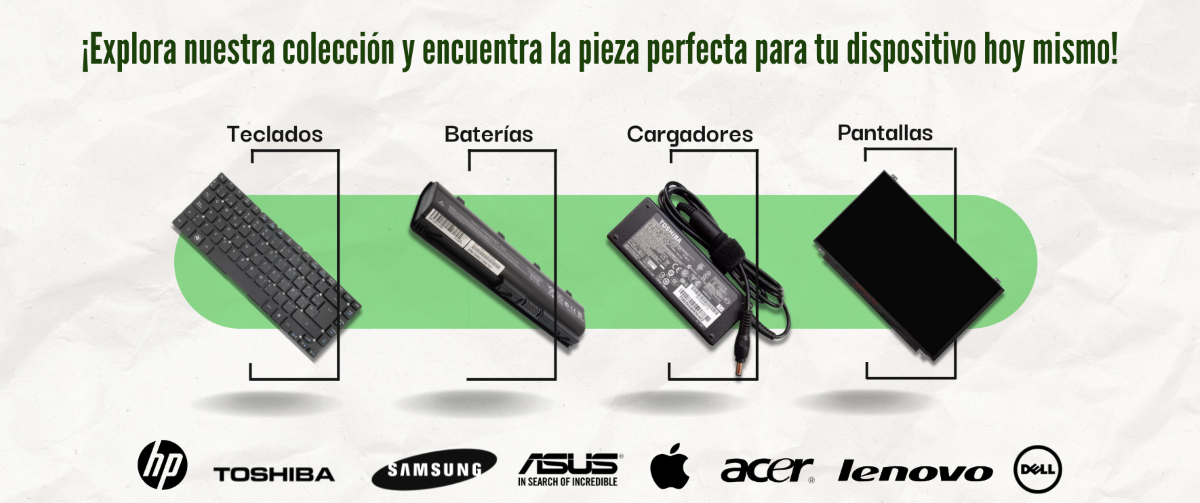 ¡Explora nuestra colección y encuentra la pieza perfecta para tu dispositivo hoy mismo!
Teclados
Baterías
Cargadores
Pantallas
TOSHIBA
hp
TOSHIBA
SAMSUNG
ASUS®
IN SEARCH OF INCREDIBLE
acer®
lenovo
DELL